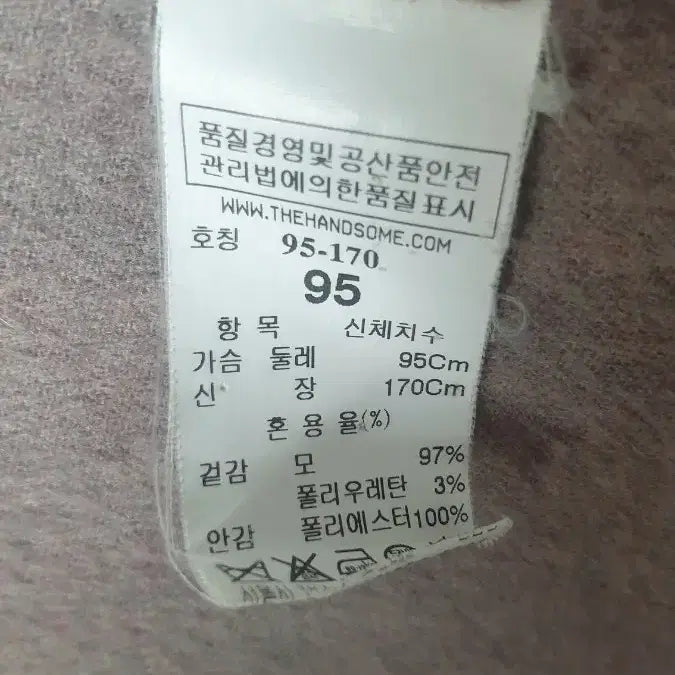 품질경영및공산품안전
관리법에의한품질표시
WWW.THEHANDSOME.COM
호칭 95-170
95
항 목 신체치수
가슴 둘레 95Cm
신 장 170Cm
혼 용 율(%)
겉감 모 97%
폴리우레탄 3%
안감 폴리에스터100%